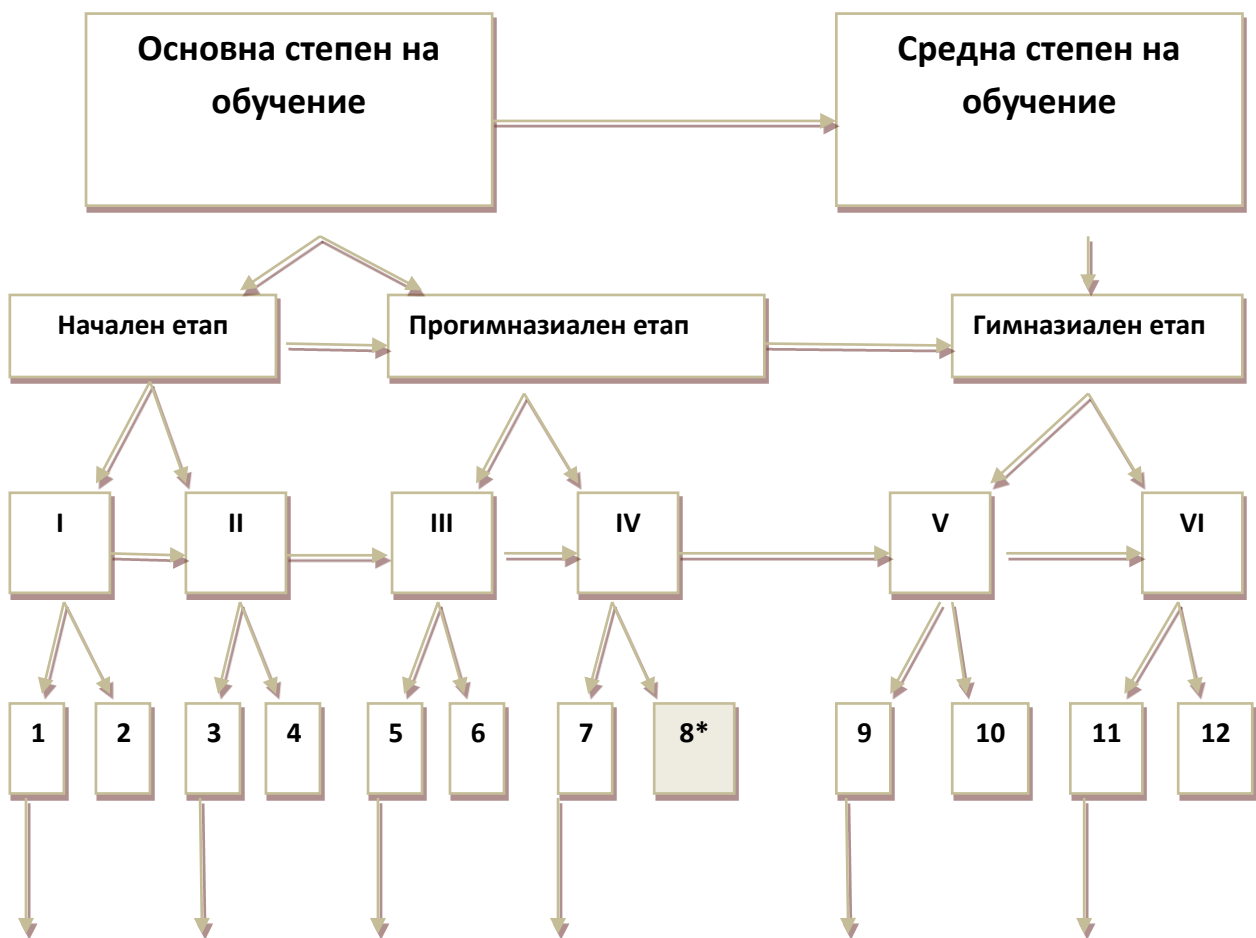 Основна степен на
обучение
Средна степен на
обучение
Начален етап
Прогимназиален етап
Гимназиален етап
I
II
III
IV
V
VI
1
2
3
4
5
6
7
8*
9
10
11
12